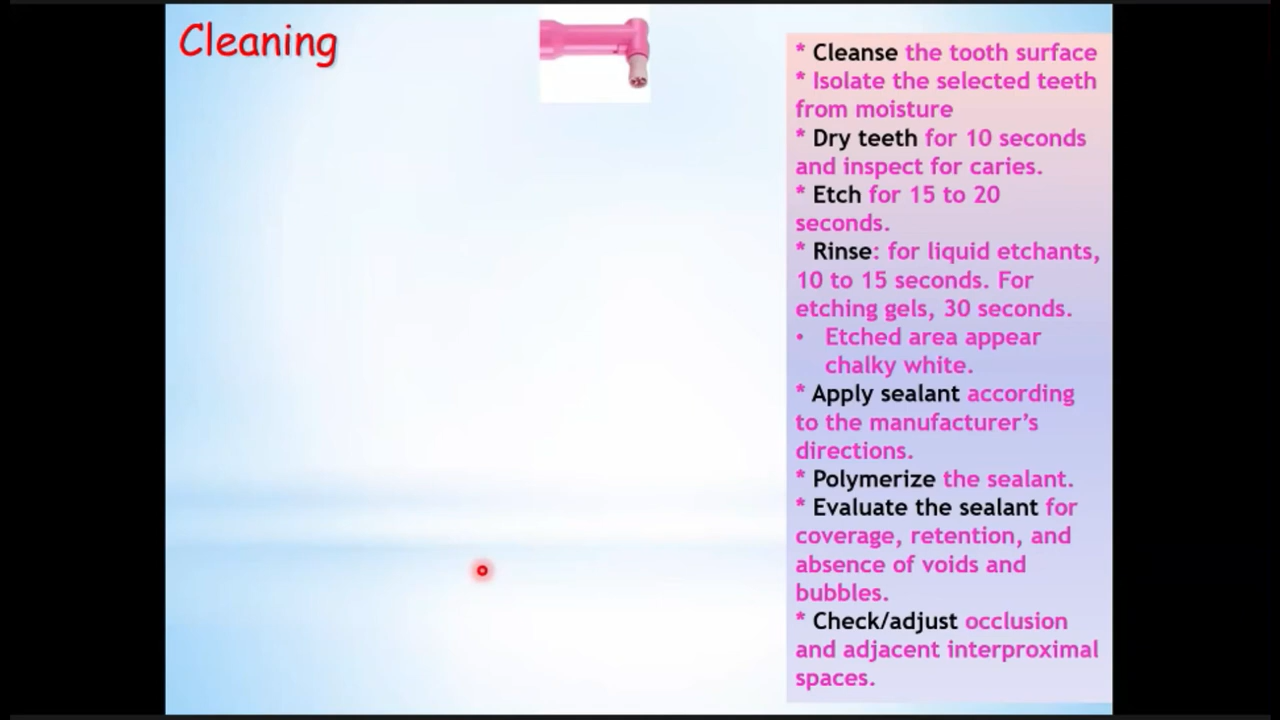 Cleaning
* Cleanse the tooth surface
* Isolate the selected teeth
from moisture
* Dry teeth for 10 seconds
and inspect for caries.
* Etch for 15 to 20
seconds.
* Rinse: for liquid etchants,
10 to 15 seconds. For
etching gels, 30 seconds.
• Etched area appear
chalky white.
* Apply sealant according
to the manufacturer’s
directions.
* Polymerize the sealant.
* Evaluate the sealant for
coverage, retention, and
absence of voids and
bubbles.
* Check/adjust occlusion
and adjacent interproximal
spaces.